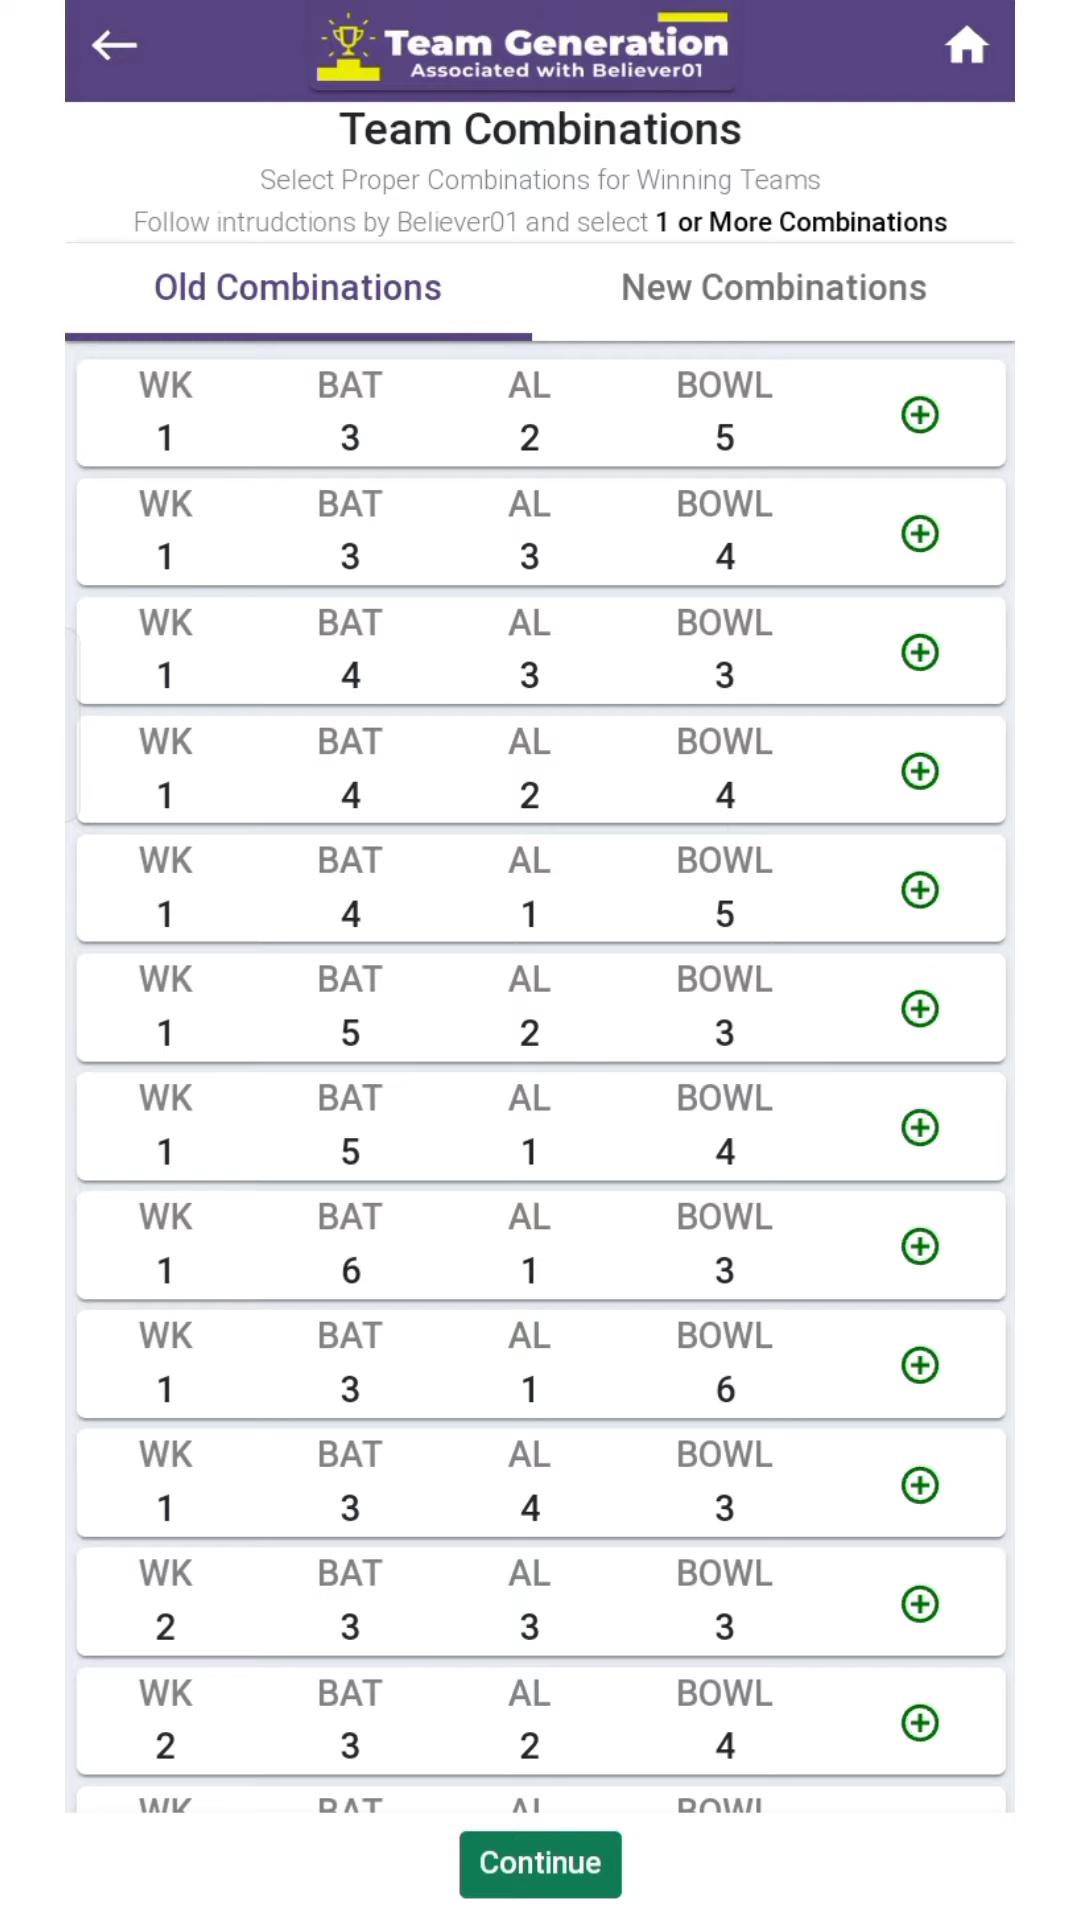 Team Generation
Associated with Believer01
Team Combinations
Select Proper Combinations for Winning Teams
Follow intrudctions by Believer01 and select 1 or More Combinations
Old Combinations New Combinations
WK BAT AL BOWL
1 3 2 5
WK BAT AL BOWL
1 3 3 4
WK BAT AL BOWL
1 4 3 3
WK BAT AL BOWL
1 4 2 4
WK BAT AL BOWL
1 4 1 5
WK BAT AL BOWL
1 5 2 3
WK BAT AL BOWL
1 5 1 4
WK BAT AL BOWL
1 6 1 3
WK BAT AL BOWL
1 3 1 6
WK BAT AL BOWL
1 3 4 3
WK BAT AL BOWL
2 3 3 3
WK BAT AL BOWL
2 3 2 4
WK BAT AL BOWL
Continue